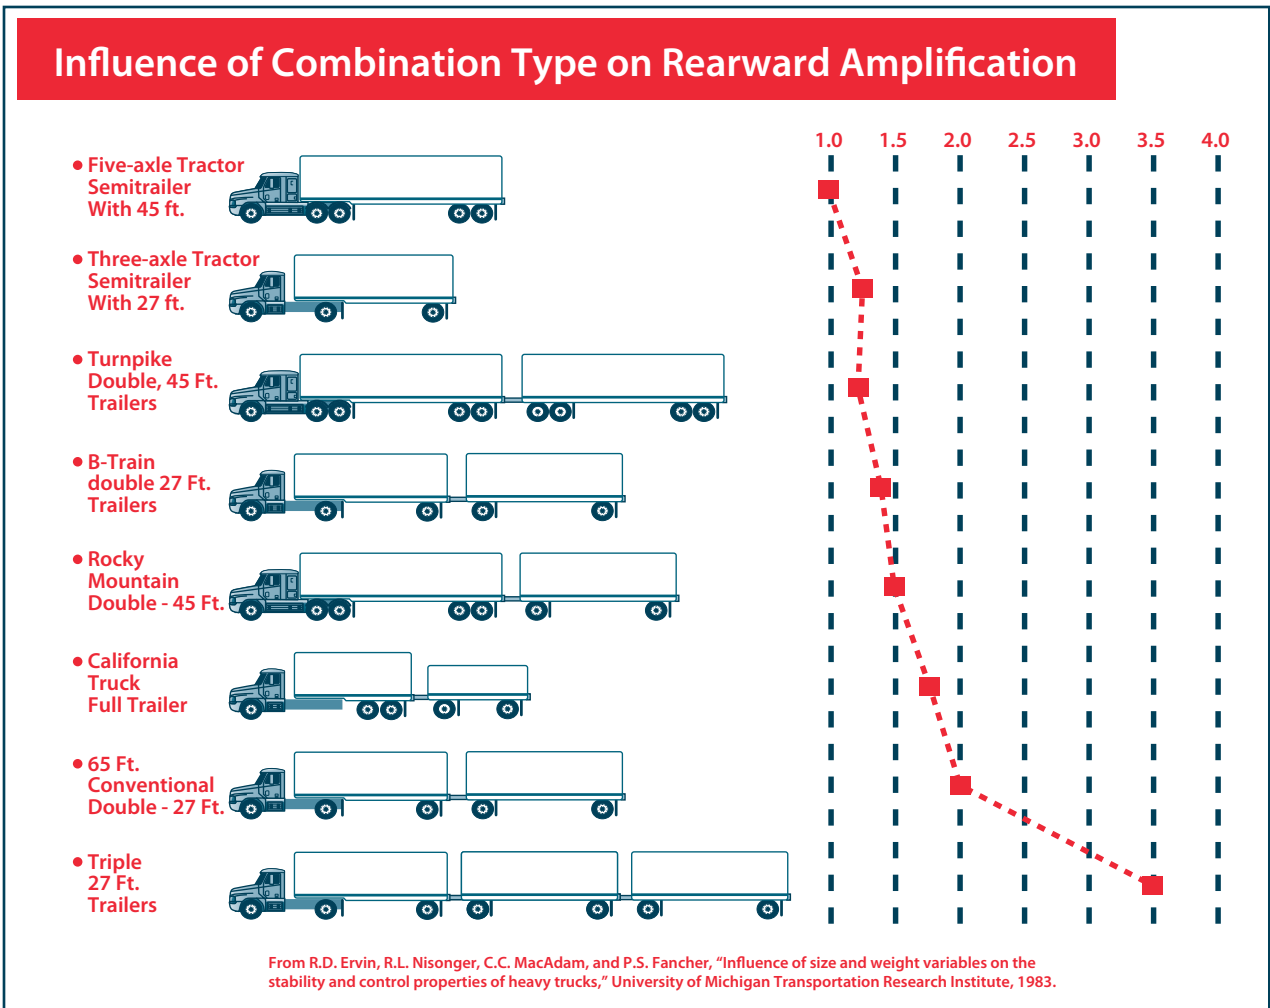 Influence of Combination Type on Rearward Amplification
1.0 1.5 2.0 2.5 3.0 3.5 4.0
• Five-axle Tractor
Semitrailer
With 45 ft.
• Three-axle Tractor
Semitrailer
With 27 ft.
• Turnpike
Double, 45 Ft.
Trailers
• B-Train
double 27 Ft.
Trailers
• Rocky
Mountain
Double - 45 Ft.
• California
Truck
Full Trailer
• 65 Ft.
Conventional
Double - 27 Ft.
• Triple
27 Ft.
Trailers
From R.D. Ervin, R.L. Nisonger, C.C. MacAdam, and P.S. Fancher, “Influence of size and weight variables on the
stability and control properties of heavy trucks,” University of Michigan Transportation Research Institute, 1983.